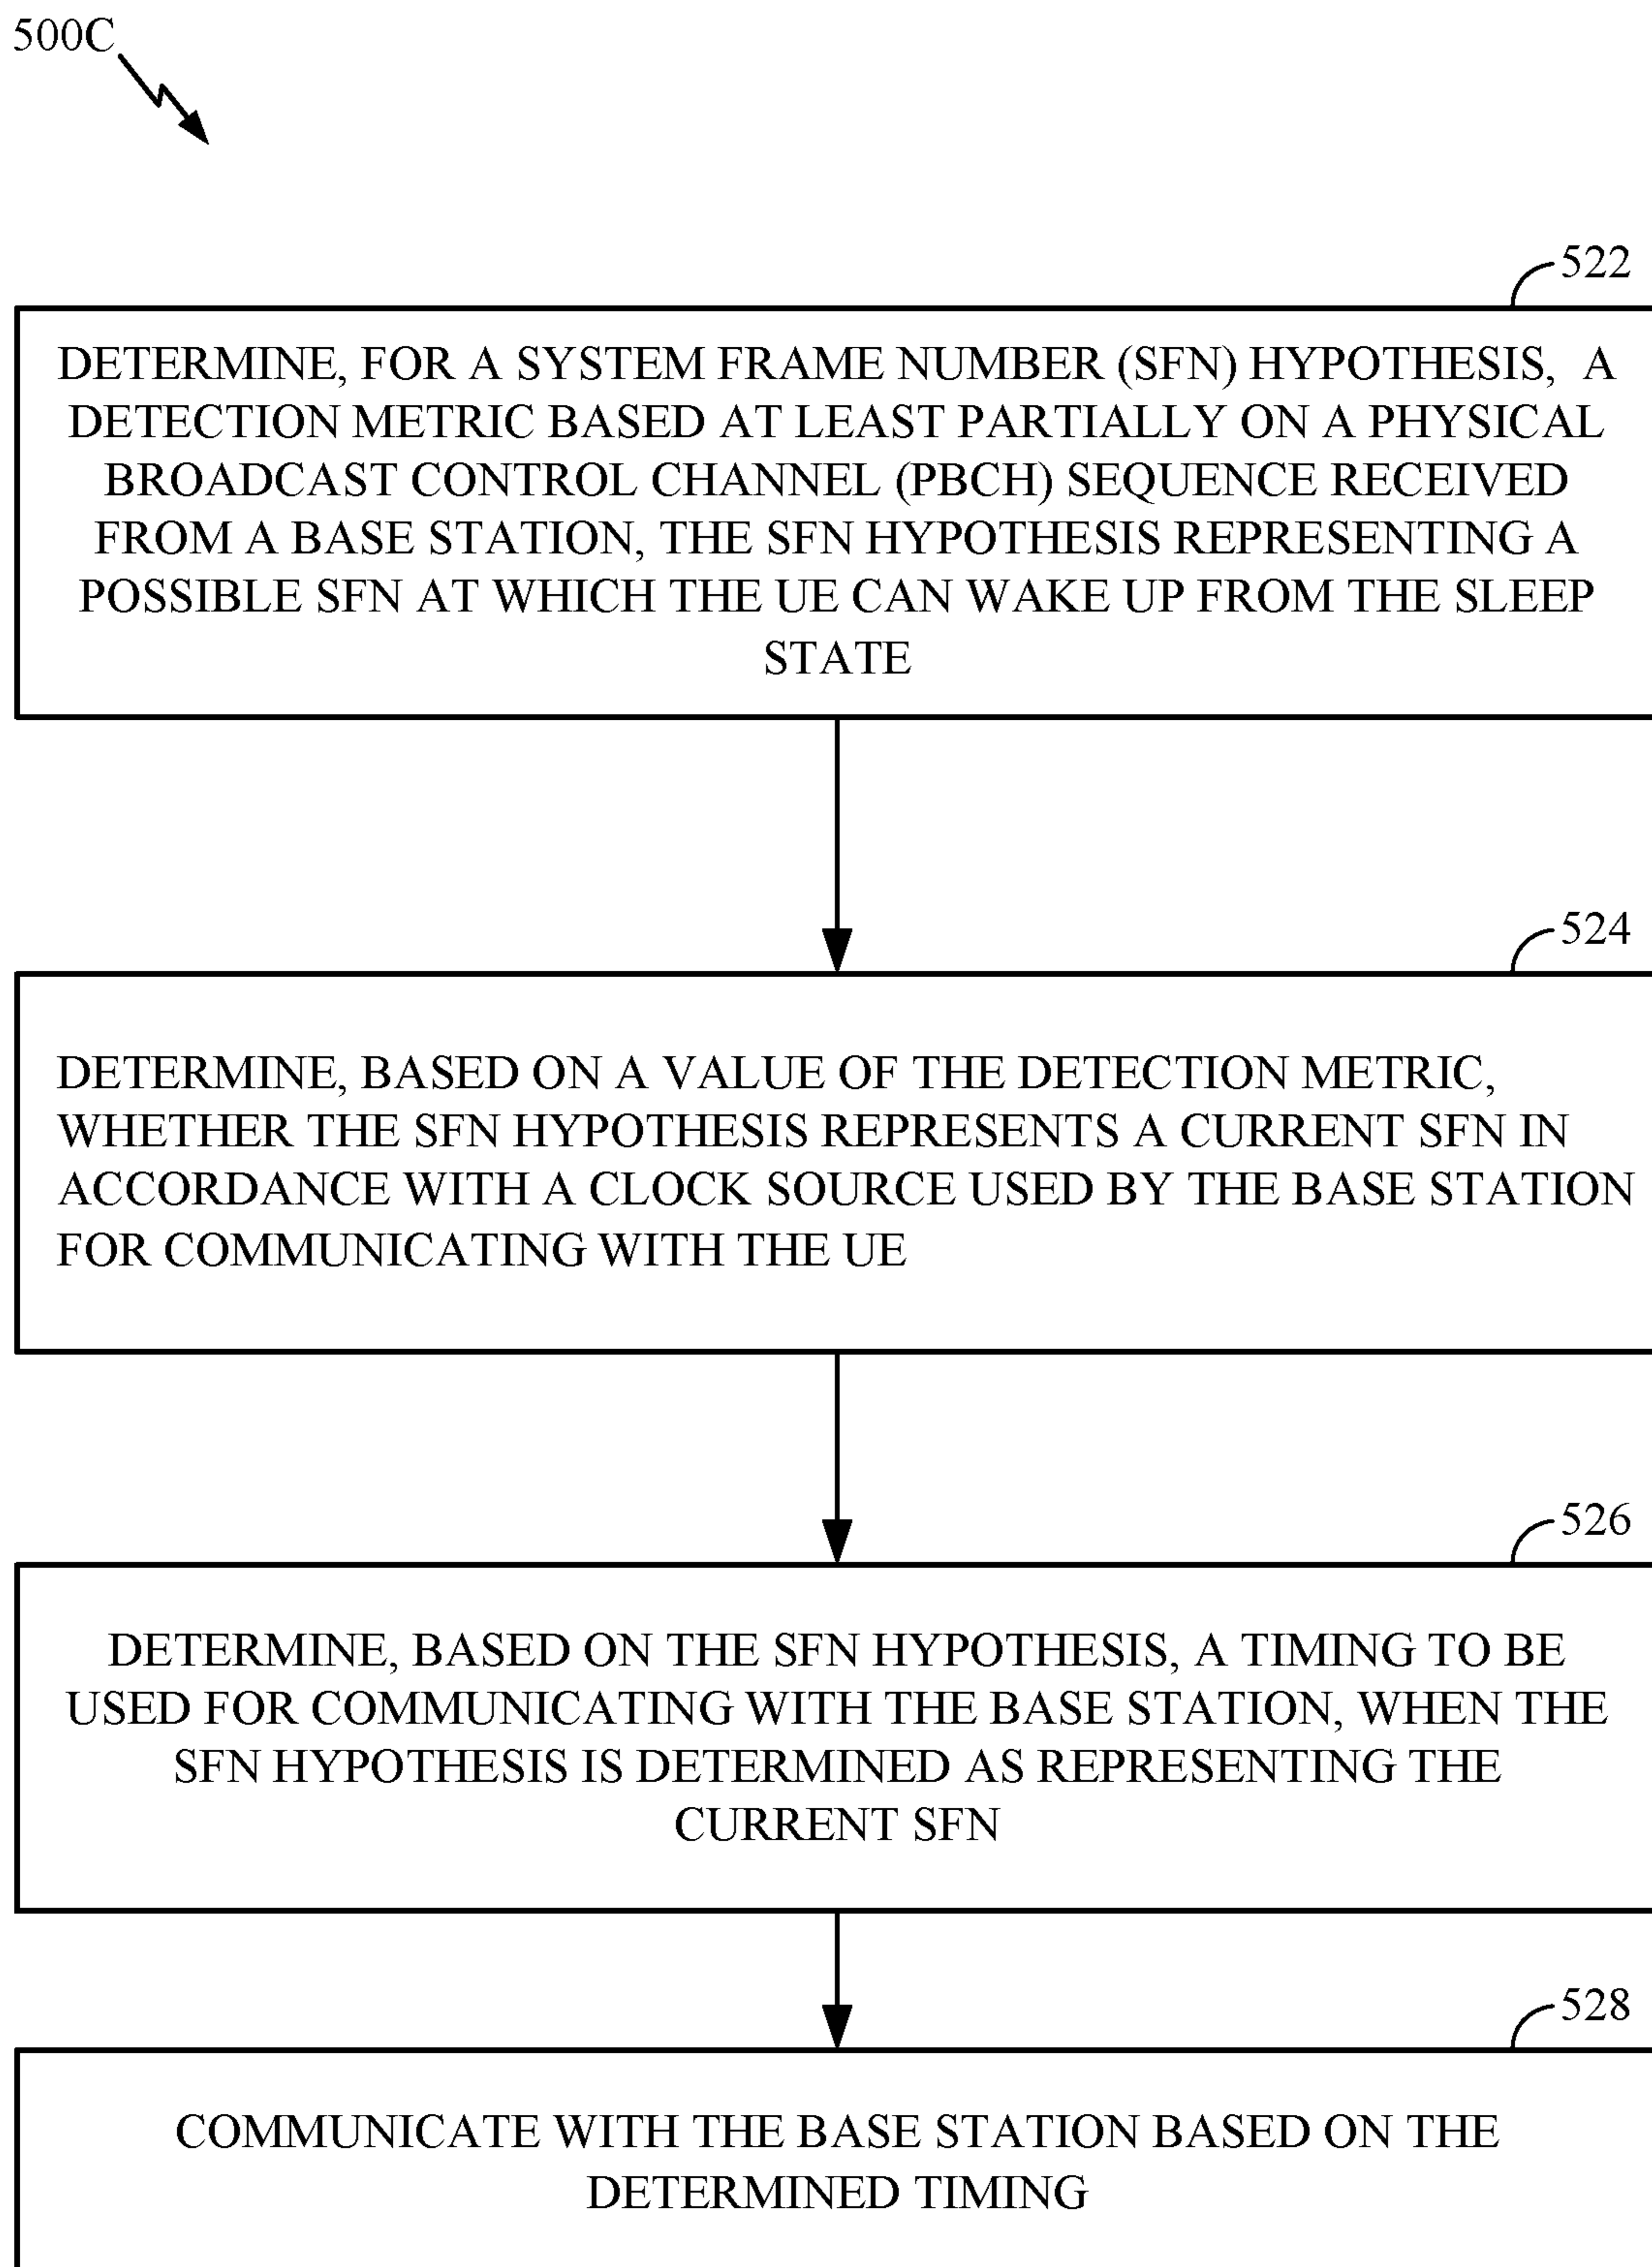 500C
522
DETERMINE, FOR A SYSTEM FRAME NUMBER (SFN) HYPOTHESIS, A
DETECTION METRIC BASED AT LEAST PARTIALLY ON A PHYSICAL
BROADCAST CONTROL CHANNEL (PBCH) SEQUENCE RECEIVED
FROM A BASE STATION, THE SFN HYPOTHESIS REPRESENTING A
POSSIBLE SFN AT WHICH THE UE CAN WAKE UP FROM THE SLEEP
STATE
524
DETERMINE, BASED ON A VALUE OF THE DETECTION METRIC,
WHETHER THE SFN HYPOTHESIS REPRESENTS A CURRENT SFN IN
ACCORDANCE WITH A CLOCK SOURCE USED BY THE BASE STATION
FOR COMMUNICATING WITH THE UE
526
DETERMINE, BASED ON THE SFN HYPOTHESIS, A TIMING TO BE
USED FOR COMMUNICATING WITH THE BASE STATION, WHEN THE
SFN HYPOTHESIS IS DETERMINED AS REPRESENTING THE
CURRENT SFN
528
COMMUNICATE WITH THE BASE STATION BASED ON THE
DETERMINED TIMING